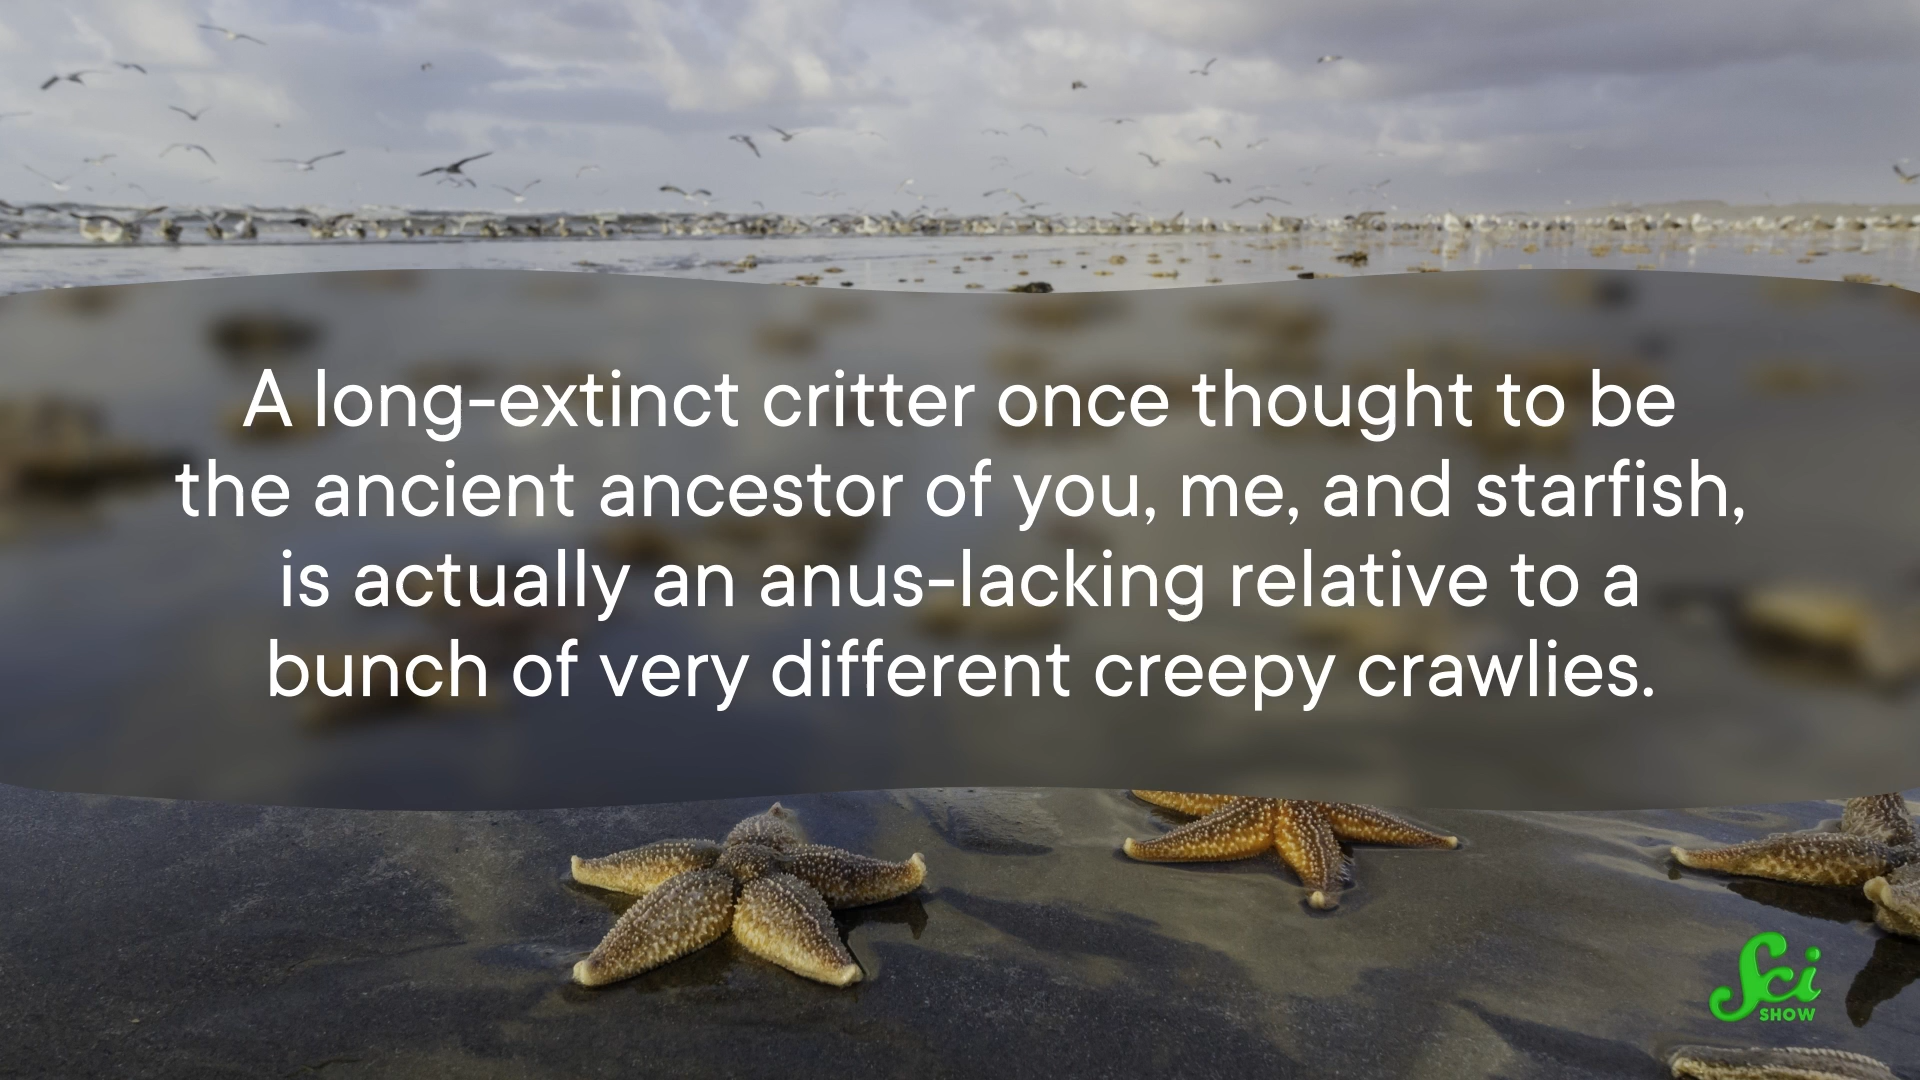 A long-extinct critter once thought to be
the ancient ancestor of you, me, and starfish,
is actually an anus-lacking relative to a
bunch of very different creepy crawlies.
Sci
SHOW